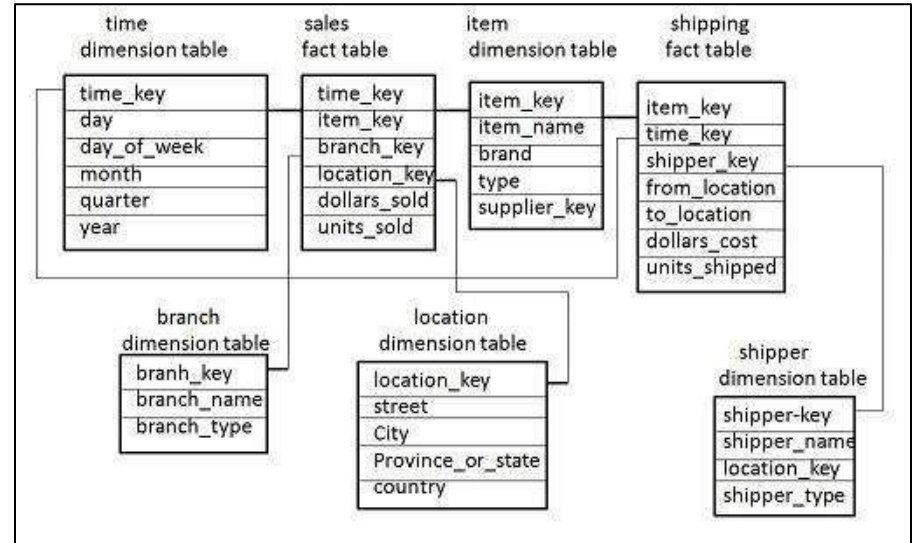 time
dimension table
time_key
day
day_of_week
month
quarter
year
sales
fact table
time_key
item_key
branch_key
location_key
dollars_sold
units_sold
item
dimension table
item_key
item_name
brand
type
supplier_key
shipping
fact table
item_key
time_key
shipper_key
from_location
to_location
dollars_cost
units_shipped
branch
dimension table
branh_key
branch_name
branch_type
location
dimension table
location_key
street
City
Province_or_state
country
shipper
dimension table
shipper-key
shipper_name
location_key
shipper_type